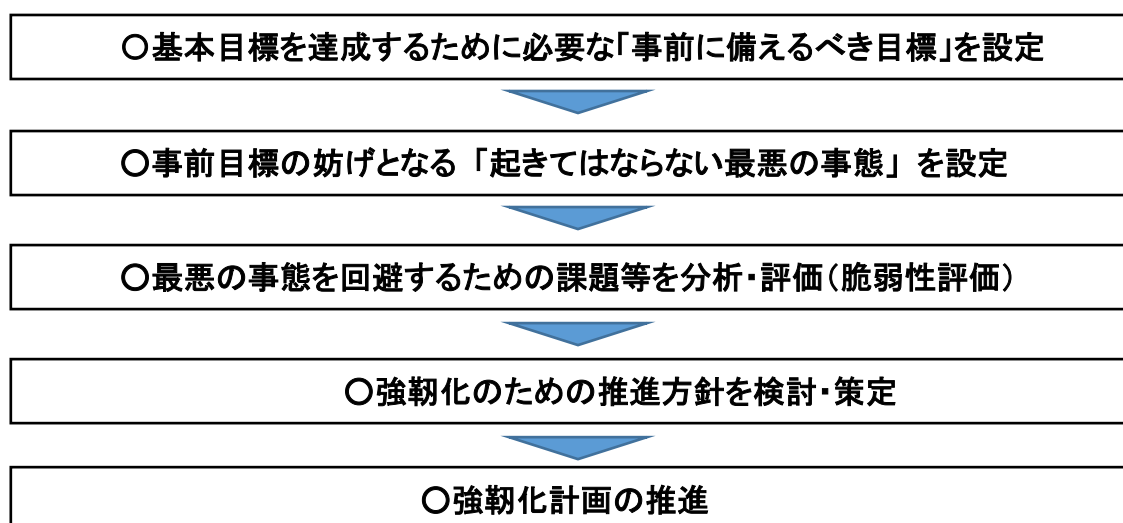 〇基本目標を達成するために必要な「事前に備えるべき目標」を設定
〇事前目標の妨げとなる「起きてはならない最悪の事態」を設定
〇最悪の事態を回避するための課題等を分析・評価（脆弱性評価）
〇強靭化のための推進方針を検討・策定
〇強靭化計画の推進